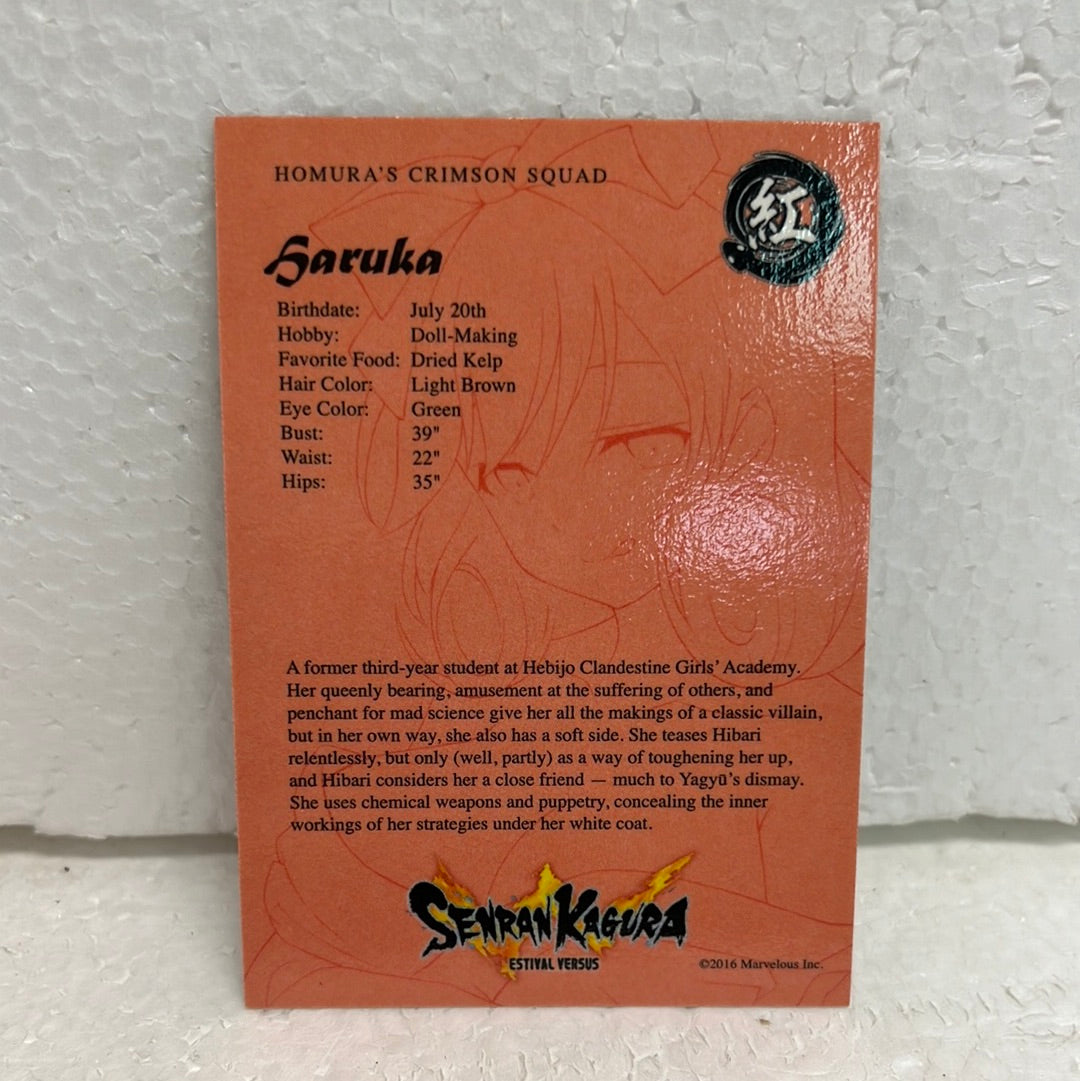 HOMURA'S CRIMSON SQUAD
紅
Haruka
Birthdate: July 20th
Hobby: Doll-Making
Favorite Food: Dried Kelp
Hair Color: Light Brown
Eye Color: Green
Bust: 39"
Waist: 22"
Hips: 35"
A former third-year student at Hebijo Clandestine Girls' Academy.
Her queenly bearing, amusement at the suffering of others, and
penchant for mad science give her all the makings of a classic villain,
but in her own way, she also has a soft side. She teases Hibari
relentlessly, but only (well, partly) as a way of toughening her up,
and Hibari considers her a close friend — much to Yagyū's dismay.
She uses chemical weapons and puppetry, concealing the inner
workings of her strategies under her white coat.
SENRAN KAGURA
ESTIVAL VERSUS
©2016 Marvelous Inc.